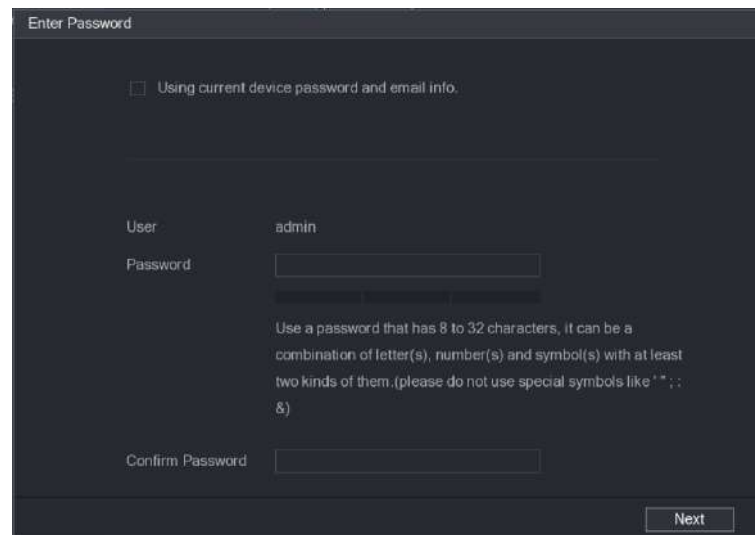 Enter Password
Using current device password and email info.
User admin
Password
Use a password that has 8 to 32 characters, it can be a
combination of letter(s), number(s) and symbol(s) with at least
two kinds of them.(please do not use special symbols like ' " ; :
&)
Confirm Password
Next